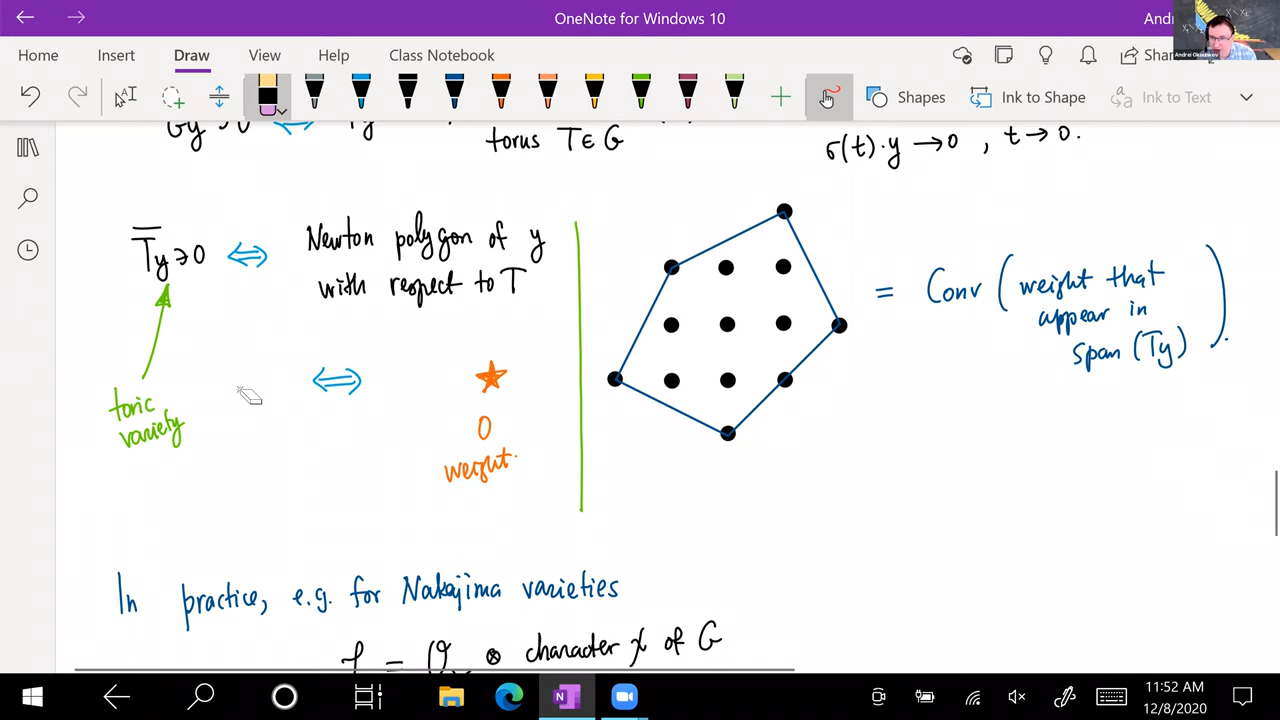 OneNote for Windows 10
Home Insert Draw View Help Class Notebook
Shapes Ink to Shape Ink to Text
Andrei Okounkov
torus T∈G
σ(t)·y → 0 , t → 0.
T̅y ∋ 0 ⇔ Newton polygon of y
with respect to T
= Conv ( weight that
appear in
span (Ty) ).
toric
variety
⇔ ★
0
weight.
In practice, e.g. for Nakajima varieties
character χ of G
11:52 AM
12/8/2020